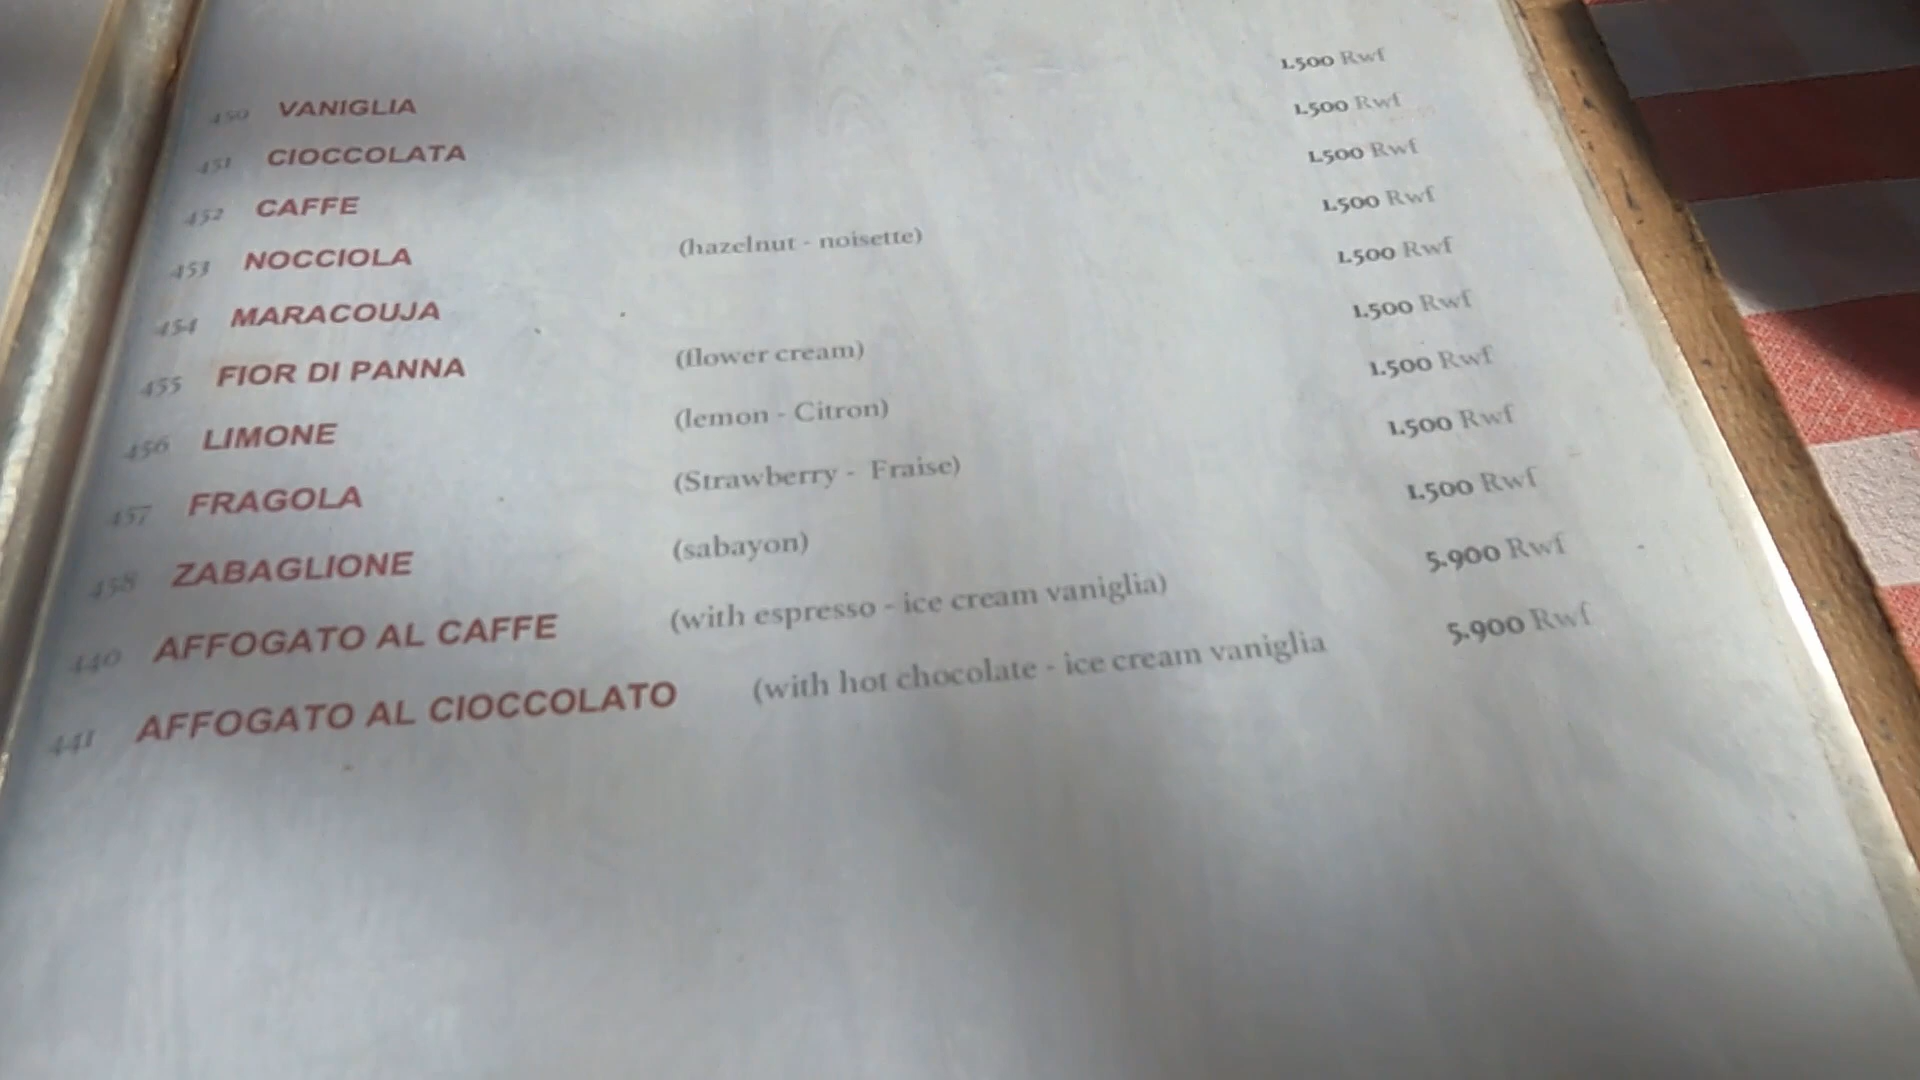 450 VANIGLIA 1.500 Rwf
451 CIOCCOLATA 1.500 Rwf
452 CAFFE 1.500 Rwf
453 NOCCIOLA (hazelnut - noisette) 1.500 Rwf
454 MARACOUJA 1.500 Rwf
455 FIOR DI PANNA (flower cream) 1.500 Rwf
456 LIMONE (lemon - Citron) 1.500 Rwf
457 FRAGOLA (Strawberry - Fraise) 1.500 Rwf
458 ZABAGLIONE (sabayon) 1.500 Rwf
440 AFFOGATO AL CAFFE (with espresso - ice cream vaniglia) 5.900 Rwf
441 AFFOGATO AL CIOCCOLATO (with hot chocolate - ice cream vaniglia 5.900 Rwf